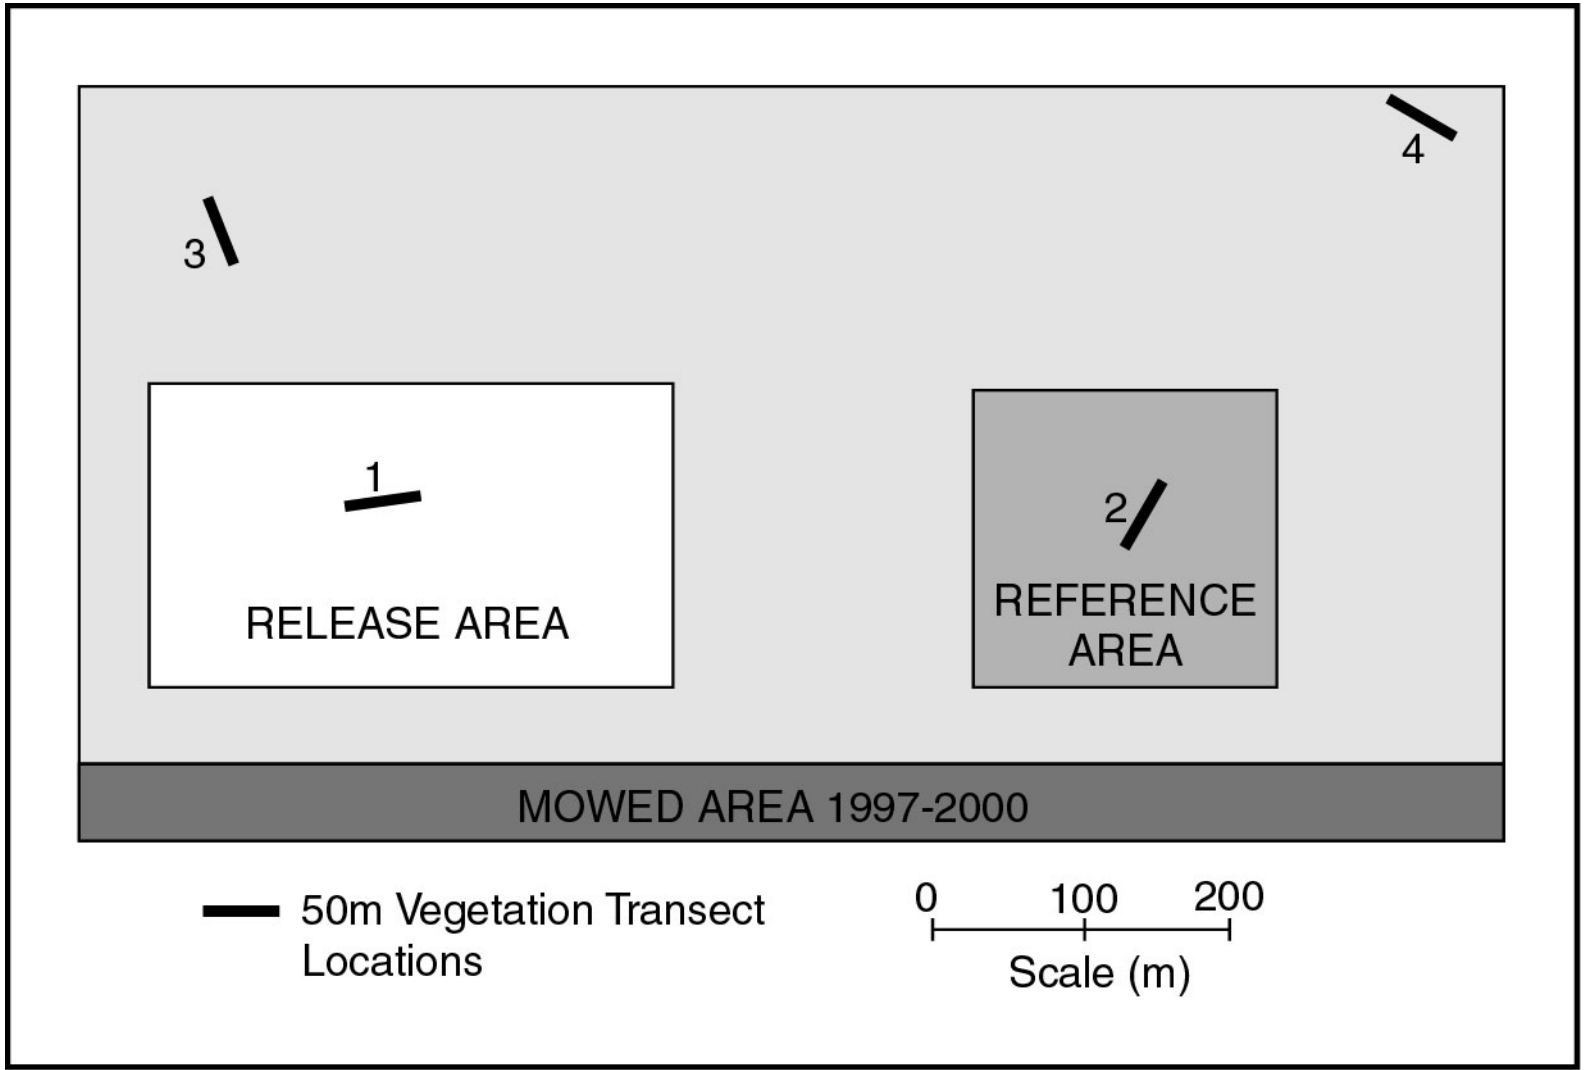 4
3
1
2
RELEASE AREA
REFERENCE
AREA
MOWED AREA 1997-2000
50m Vegetation Transect
Locations
0 100 200
Scale (m)